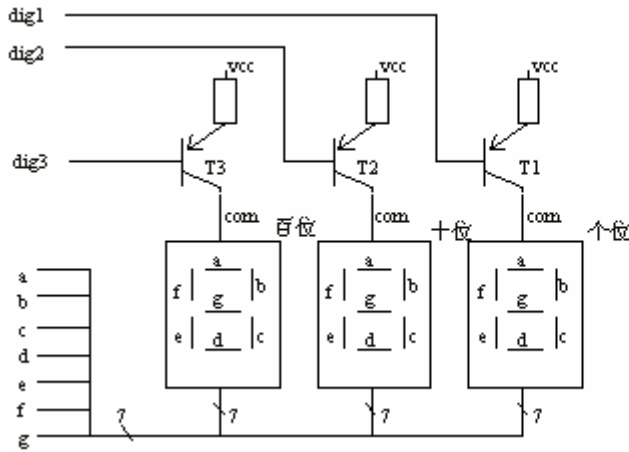 dig1
dig2
vcc vcc vcc
dig3 T3 T2 T1
com 百位 com 十位 com 个位
a a a a
f b f b f b
b g g g
c e c e c e c
d d d d
e
f 7 7 7
g 7